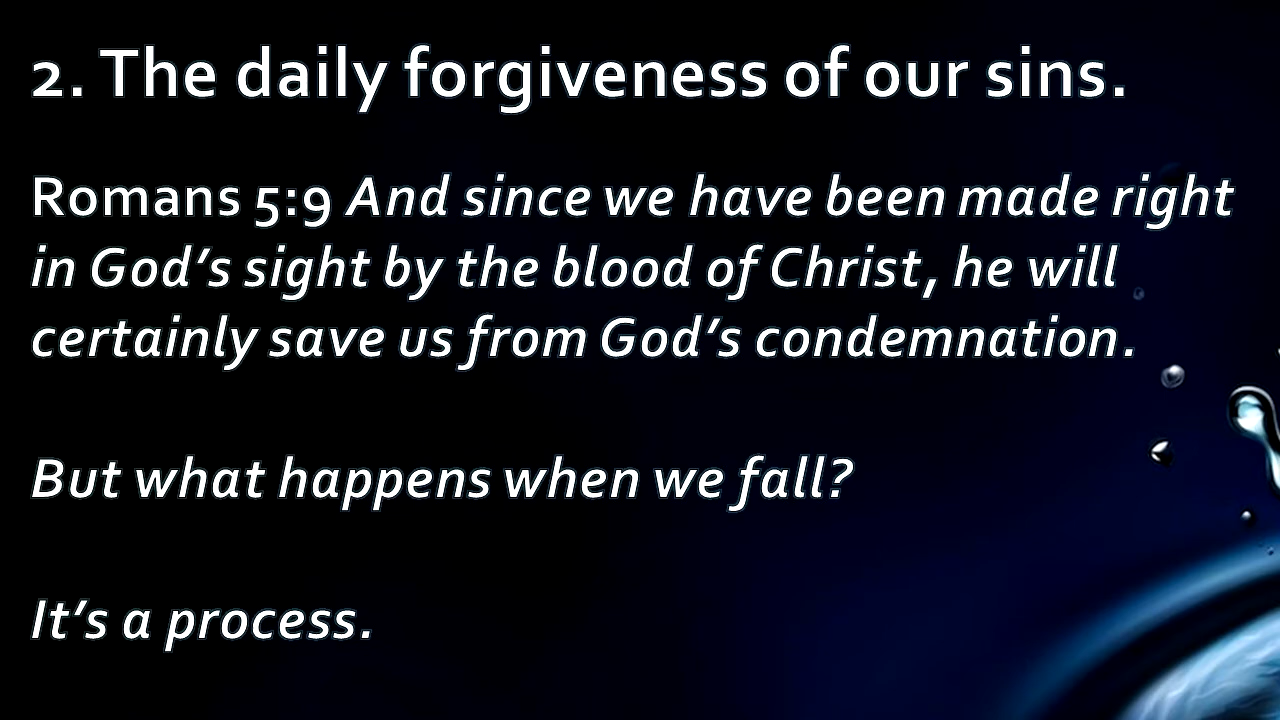 2. The daily forgiveness of our sins.
Romans 5:9 And since we have been made right
in God’s sight by the blood of Christ, he will
certainly save us from God’s condemnation.
But what happens when we fall?
It’s a process.